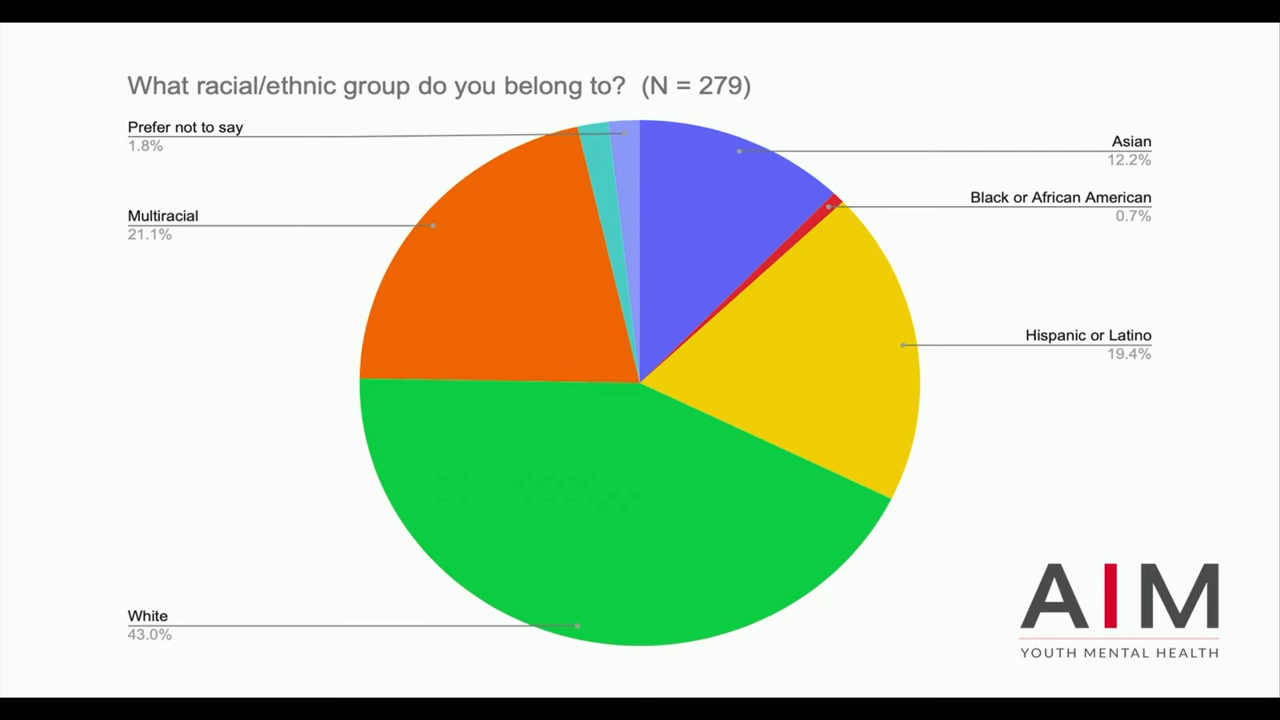 What racial/ethnic group do you belong to? (N = 279)
Prefer not to say
1.8%
Multiracial
21.1%
White
43.0%
Asian
12.2%
Black or African American
0.7%
Hispanic or Latino
19.4%
AIM
YOUTH MENTAL HEALTH